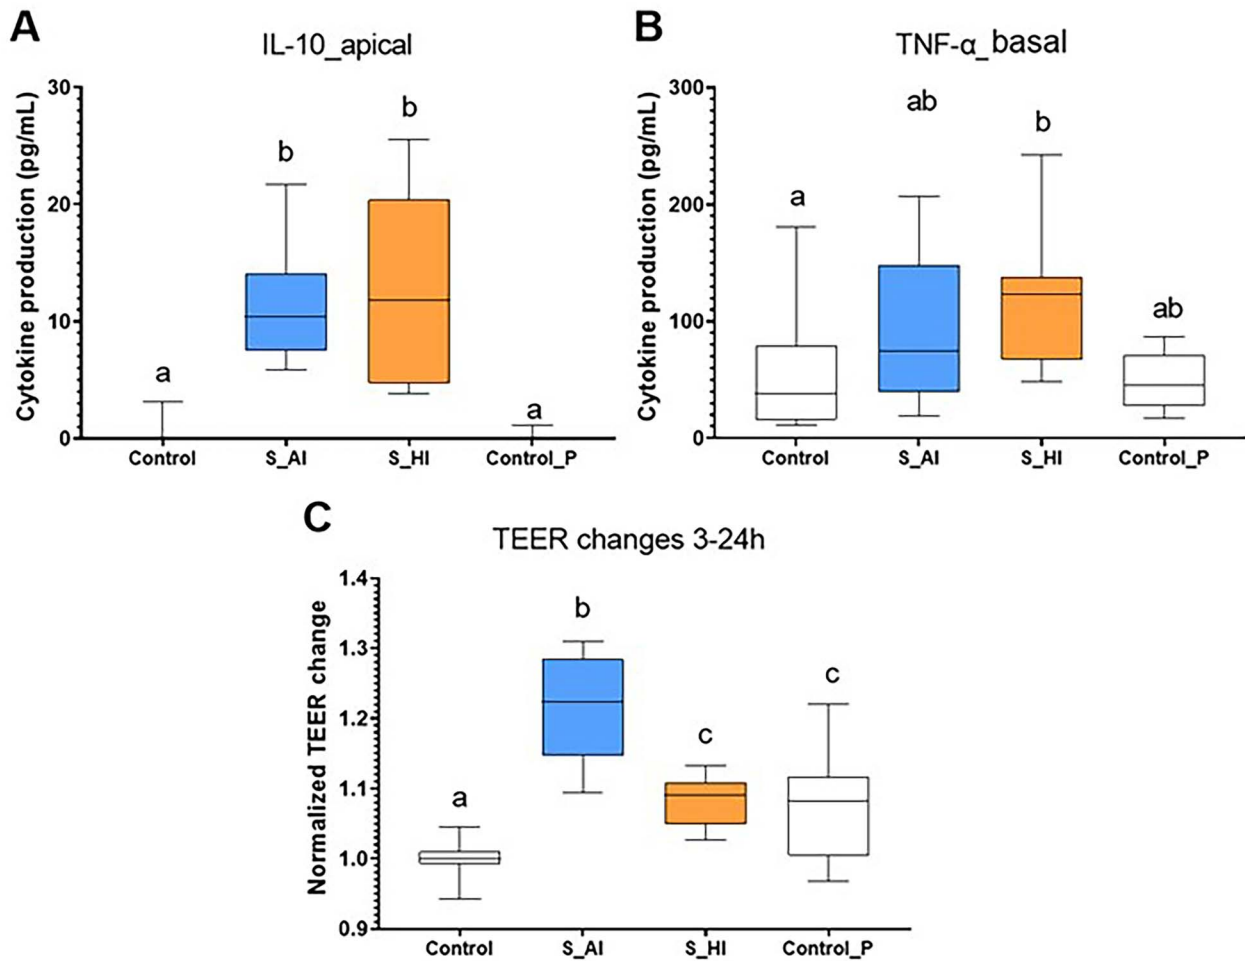 A
IL-10_apical
Cytokine production (pg/mL)
30
20
10
0
a
b
b
a
Control
S_AI
S_HI
Control_P
B
TNF-α_basal
Cytokine production (pg/mL)
300
200
100
0
a
ab
b
ab
Control
S_AI
S_HI
Control_P
C
TEER changes 3-24h
Normalized TEER change
1.4
1.3
1.2
1.1
1.0
0.9
a
b
c
c
Control
S_AI
S_HI
Control_P